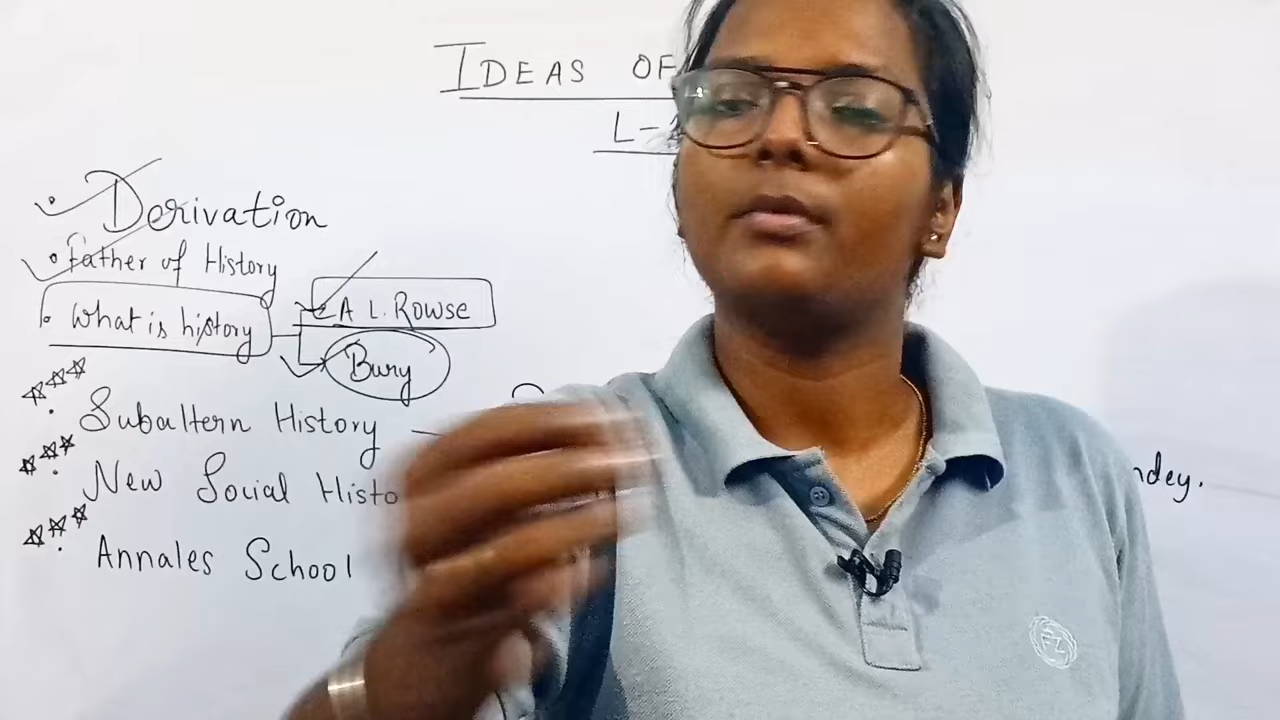 IDEAS OF
L-
Derivation
Father of History
What is history
A L. ROWSE
Bury
Subaltern History
New Social Histo
Annales School
ndey.